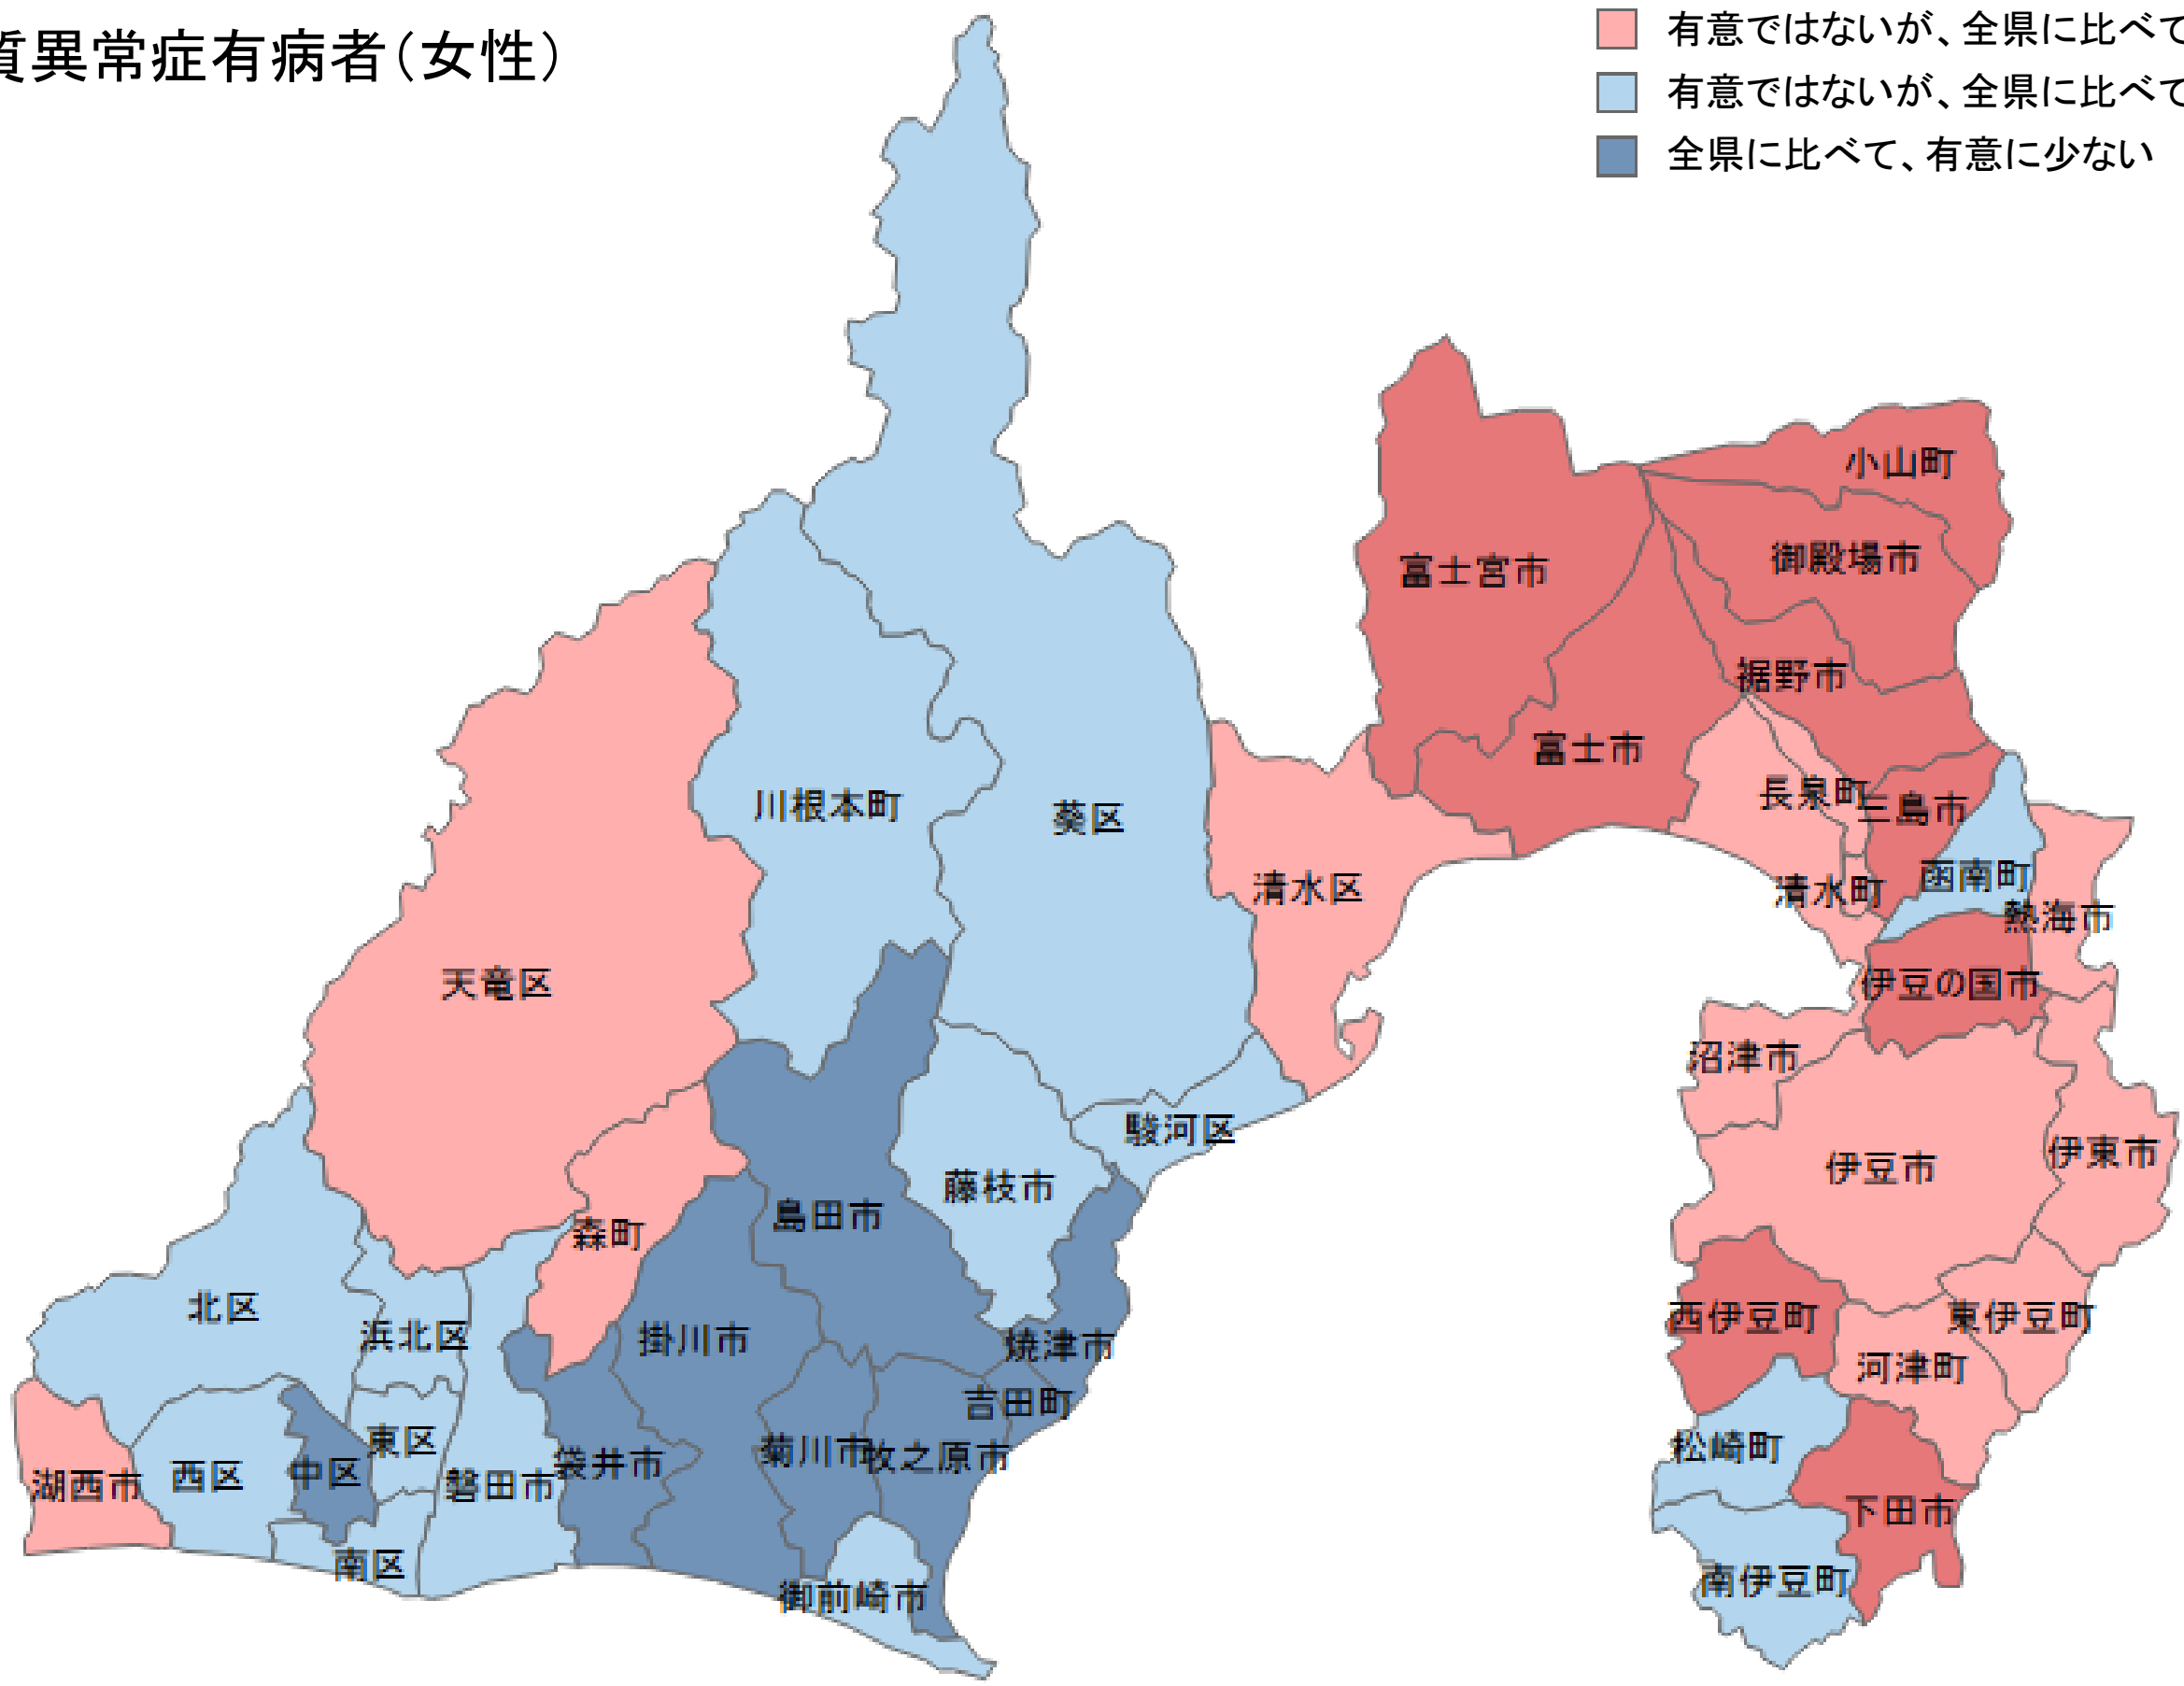 質異常症有病者（女性）
有意ではないが、全県に比べて
有意ではないが、全県に比べて
全県に比べて、有意に少ない
小山町
御殿場市
富士宮市
裾野市
富士市
長泉町
三島市
川根本町
葵区
函南町
清水区
清水町
熱海市
天竜区
伊豆の国市
沼津市
駿河区
伊東市
伊豆市
藤枝市
島田市
森町
北区
西伊豆町
東伊豆町
浜北区
掛川市
焼津市
河津町
吉田町
東区
菊川市
牧之原市
松崎町
袋井市
西区
中区
湖西市
磐田市
下田市
南区
南伊豆町
御前崎市